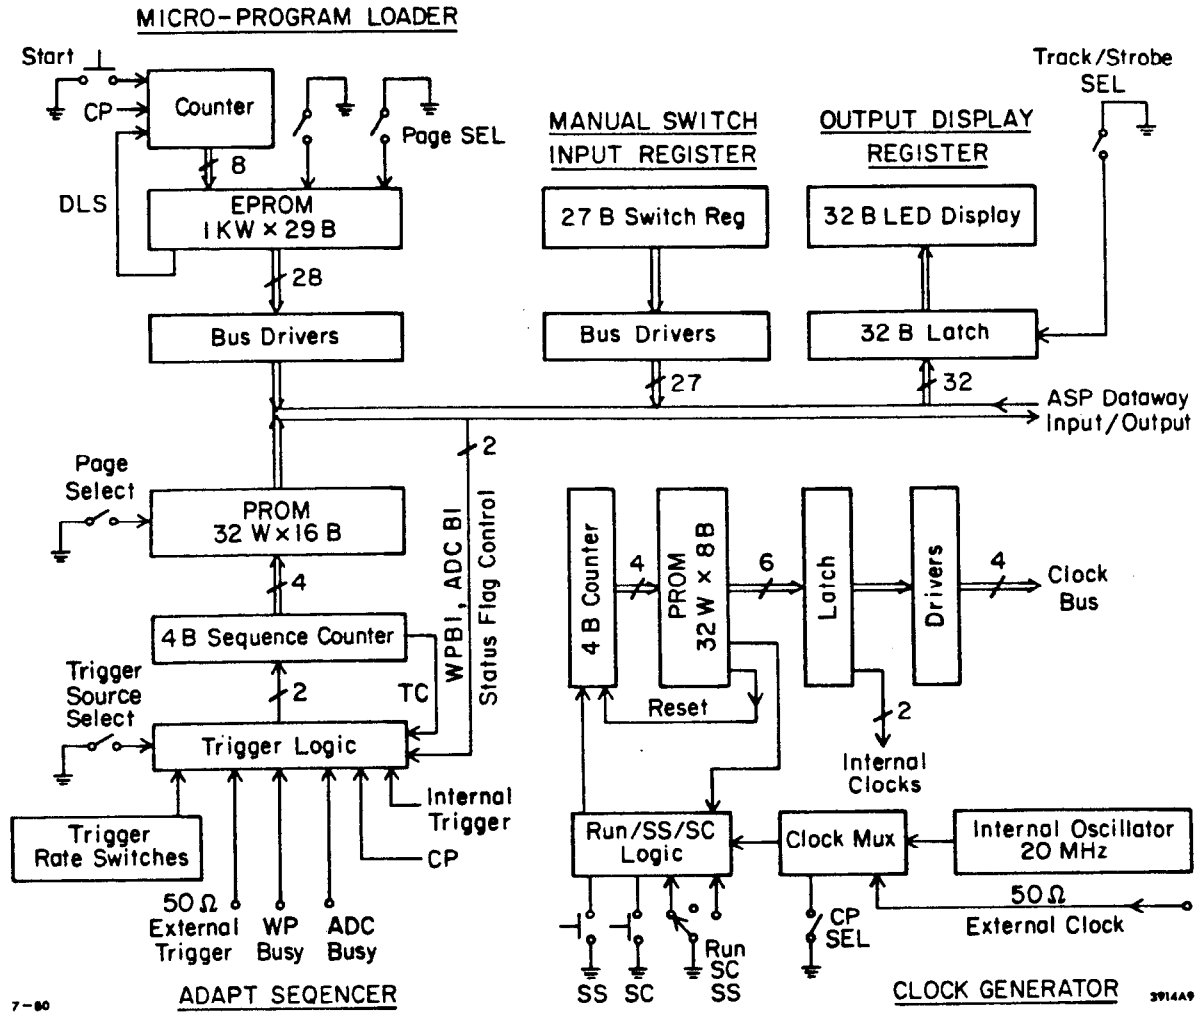 MICRO-PROGRAM LOADER
Start
CP
Counter
8
Page SEL
DLS
EPROM
1 KW × 29 B
28
Bus Drivers
MANUAL SWITCH
INPUT REGISTER
27 B Switch Reg
Bus Drivers
27
OUTPUT DISPLAY
REGISTER
32 B LED Display
32 B Latch
32
Track/Strobe
SEL
ASP Dataway
Input/Output
2
WPBI, ADC BI
Status Flag Control
Page
Select
PROM
32 W × 16 B
4
4 B Sequence Counter
TC
2
Trigger
Source
Select
Trigger Logic
Trigger
Rate Switches
Internal
Trigger
CP
50 Ω
External
Trigger
WP
Busy
ADC
Busy
ADAPT SEQENCER
7-80
4 B Counter
4
PROM
32 W × 8 B
6
Latch
Drivers
4
Clock
Bus
Reset
2
Internal
Clocks
Run/SS/SC
Logic
Clock Mux
Internal Oscillator
20 MHz
50 Ω
External Clock
CP
SEL
Run
SC
SS
SS
SC
CLOCK GENERATOR
3914A9